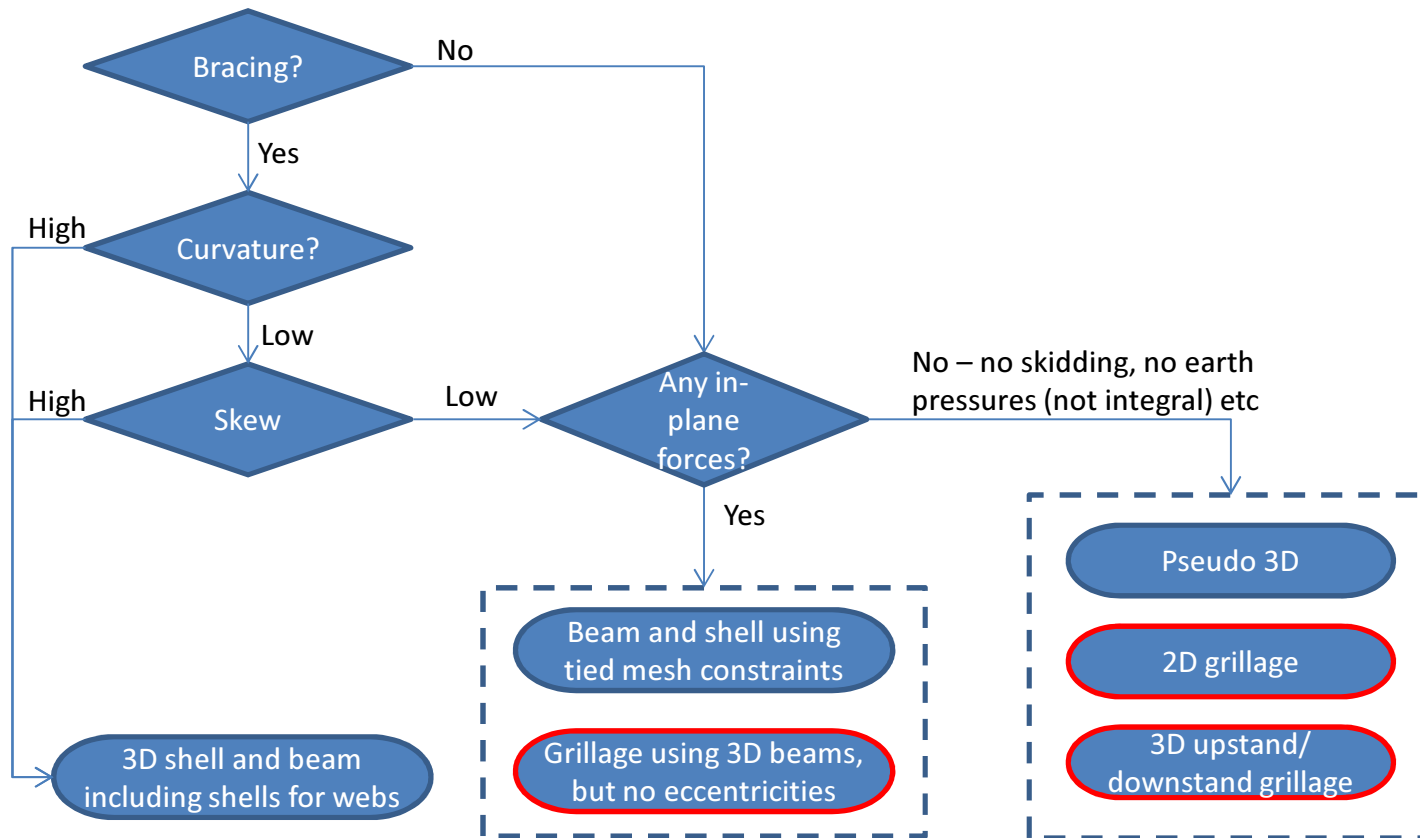 Bracing?
No
Yes
High
Curvature?
Low
High
Skew
Low
Any in-
plane
forces?
No – no skidding, no earth
pressures (not integral) etc
Yes
Pseudo 3D
Beam and shell using
tied mesh constraints
2D grillage
Grillage using 3D beams,
but no eccentricities
3D upstand/
downstand grillage
3D shell and beam
including shells for webs